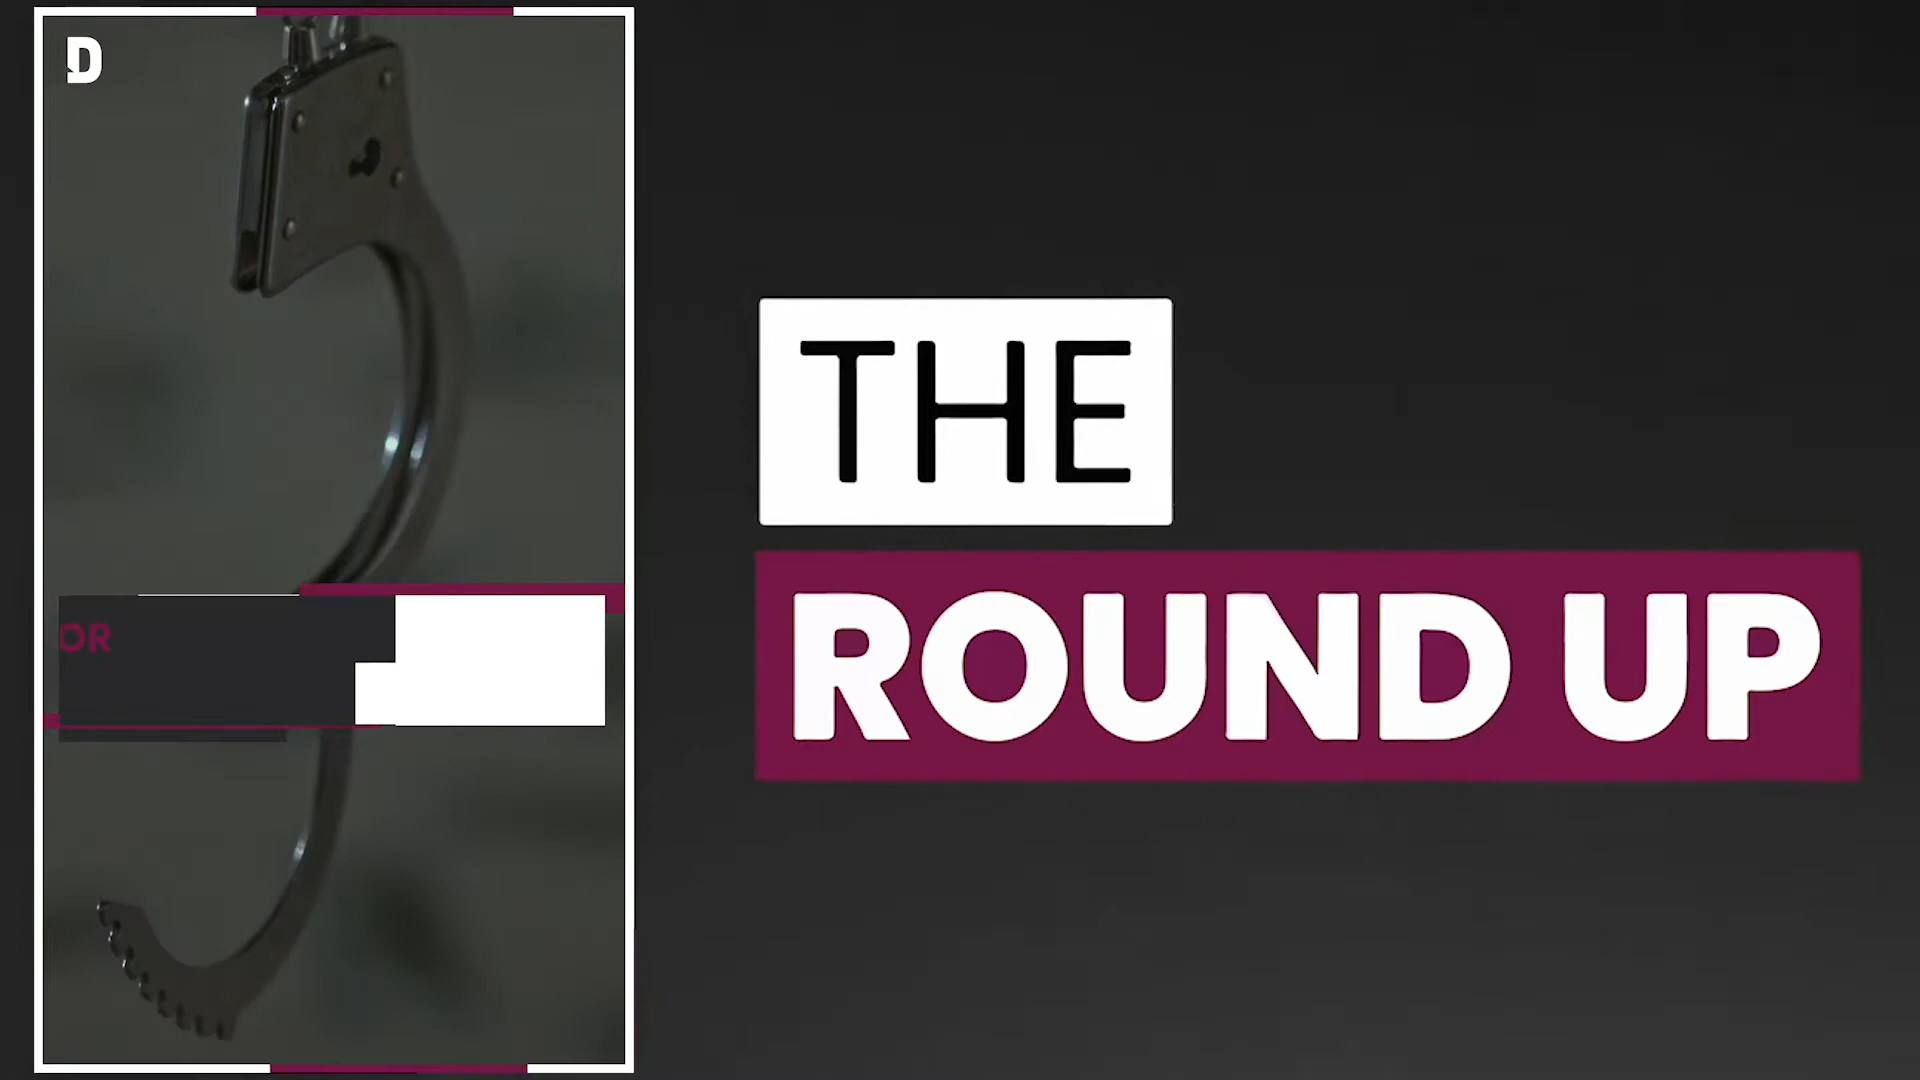 D
OR
THE
ROUND UP